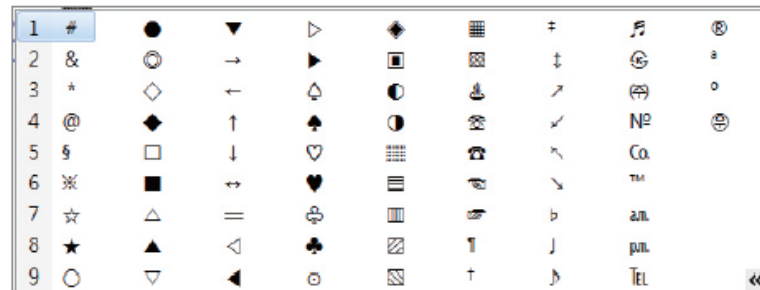 1 # ● ▼ ▷ ◈ ▦ ‡ ♬ ®
2 & ◎ → ▶ ▣ ▩ ↕ ㉿ ª
3 * ◇ ← ♤ ◐ ♨ ↗ ㈜ º
4 @ ◆ ↑ ♠ ◑ ☏ ↙ № ㉾
5 § □ ↓ ♡ ▒ ☎ ↖ ㏇
6 ※ ■ ↔ ♥ ▤ ☜ ↘ ™
7 ☆ △ 〓 ♧ ▥ ☞ ♭ ㏂
8 ★ ▲ ◁ ♣ ▨ ¶ ♩ ㏘
9 ○ ▽ ◀ ⊙ ▧ † ♪ ℡ «